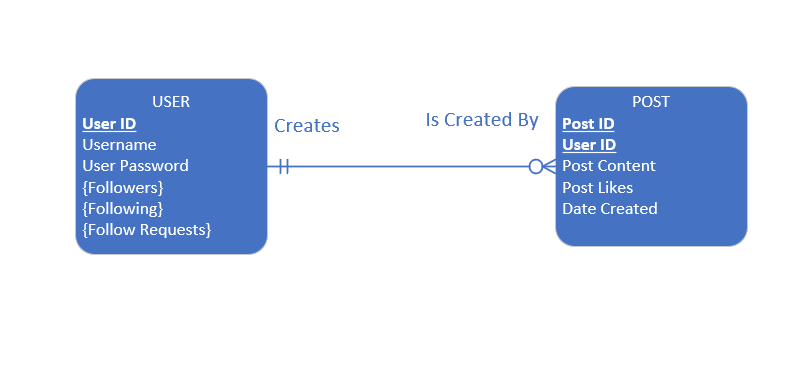 USER
User ID
Username
User Password
{Followers}
{Following}
{Follow Requests}
Creates
Is Created By
POST
Post ID
User ID
Post Content
Post Likes
Date Created